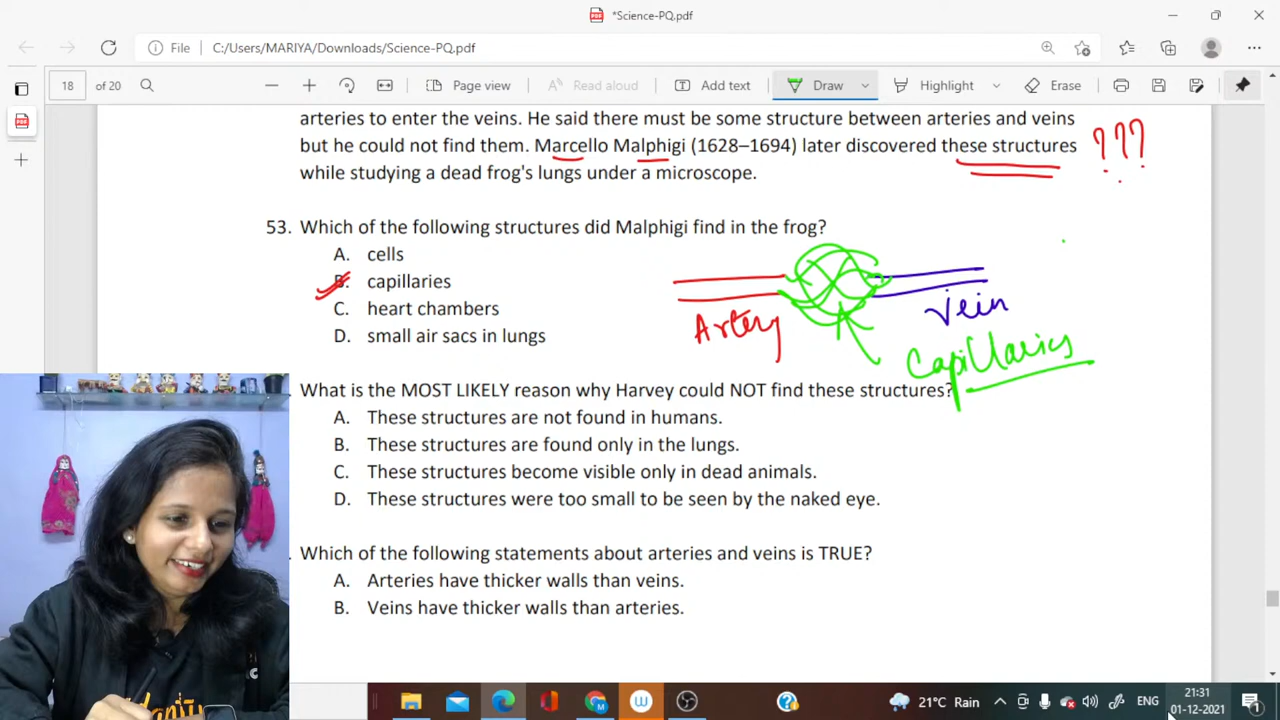 *Science-PQ.pdf
File C:/Users/MARIYA/Downloads/Science-PQ.pdf
18 of 20 Page view Read aloud Add text Draw Highlight Erase
arteries to enter the veins. He said there must be some structure between arteries and veins
but he could not find them. Marcello Malphigi (1628–1694) later discovered these structures ???
while studying a dead frog's lungs under a microscope.
53. Which of the following structures did Malphigi find in the frog?
A. cells
B. capillaries
C. heart chambers
D. small air sacs in lungs
Artery
Vein
Capillaries
What is the MOST LIKELY reason why Harvey could NOT find these structures?
A. These structures are not found in humans.
B. These structures are found only in the lungs.
C. These structures become visible only in dead animals.
D. These structures were too small to be seen by the naked eye.
Which of the following statements about arteries and veins is TRUE?
A. Arteries have thicker walls than veins.
B. Veins have thicker walls than arteries.
21°C Rain ENG 21:31
01-12-2021